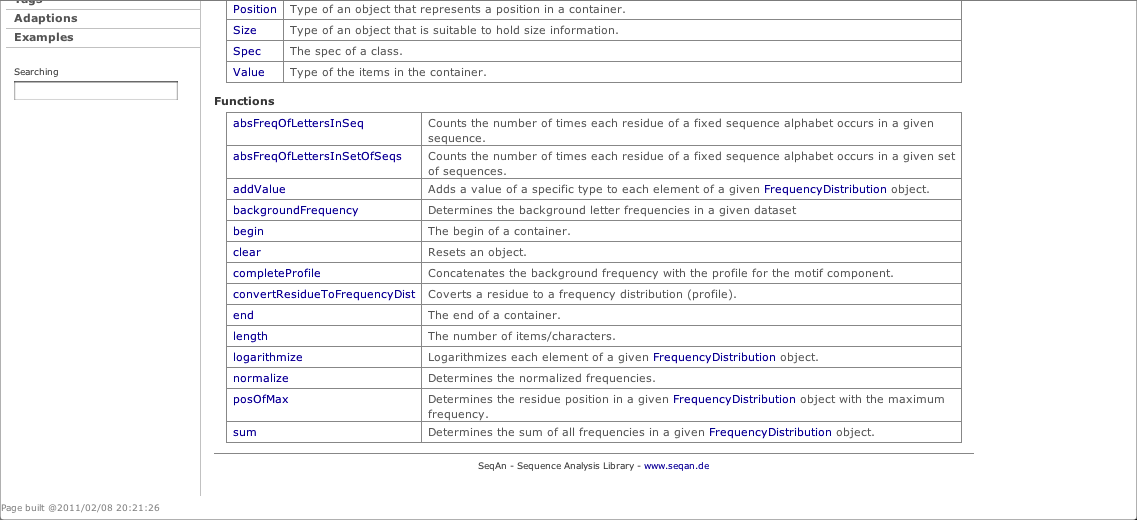 Tags
Adaptions
Examples
Searching
Position Type of an object that represents a position in a container.
Size Type of an object that is suitable to hold size information.
Spec The spec of a class.
Value Type of the items in the container.
Functions
absFreqOfLettersInSeq Counts the number of times each residue of a fixed sequence alphabet occurs in a given
sequence.
absFreqOfLettersInSetOfSeqs Counts the number of times each residue of a fixed sequence alphabet occurs in a given set
of sequences.
addValue Adds a value of a specific type to each element of a given FrequencyDistribution object.
backgroundFrequency Determines the background letter frequencies in a given dataset
begin The begin of a container.
clear Resets an object.
completeProfile Concatenates the background frequency with the profile for the motif component.
convertResidueToFrequencyDist Coverts a residue to a frequency distribution (profile).
end The end of a container.
length The number of items/characters.
logarithmize Logarithmizes each element of a given FrequencyDistribution object.
normalize Determines the normalized frequencies.
posOfMax Determines the residue position in a given FrequencyDistribution object with the maximum
frequency.
sum Determines the sum of all frequencies in a given FrequencyDistribution object.
SeqAn - Sequence Analysis Library - www.seqan.de
Page built @2011/02/08 20:21:26